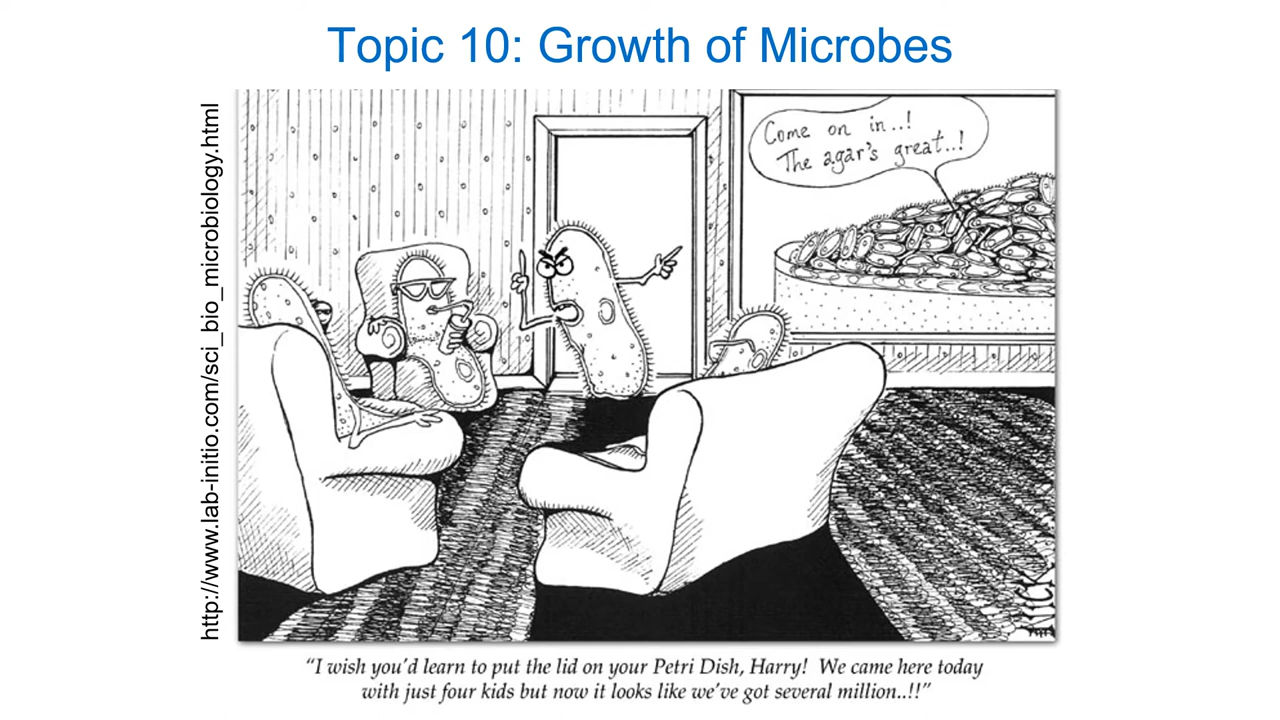 Topic 10: Growth of Microbes
http://www.lab-initio.com/sci_bio_microbiology.html
Come on in..!
The agar's great..!
NICK
“I wish you’d learn to put the lid on your Petri Dish, Harry!  We came here today
with just four kids but now it looks like we’ve got several million..!!”